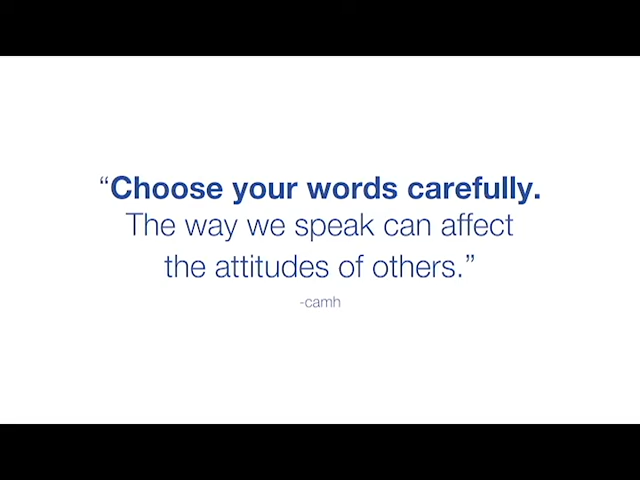 “Choose your words carefully.
The way we speak can affect
the attitudes of others.”
-camh